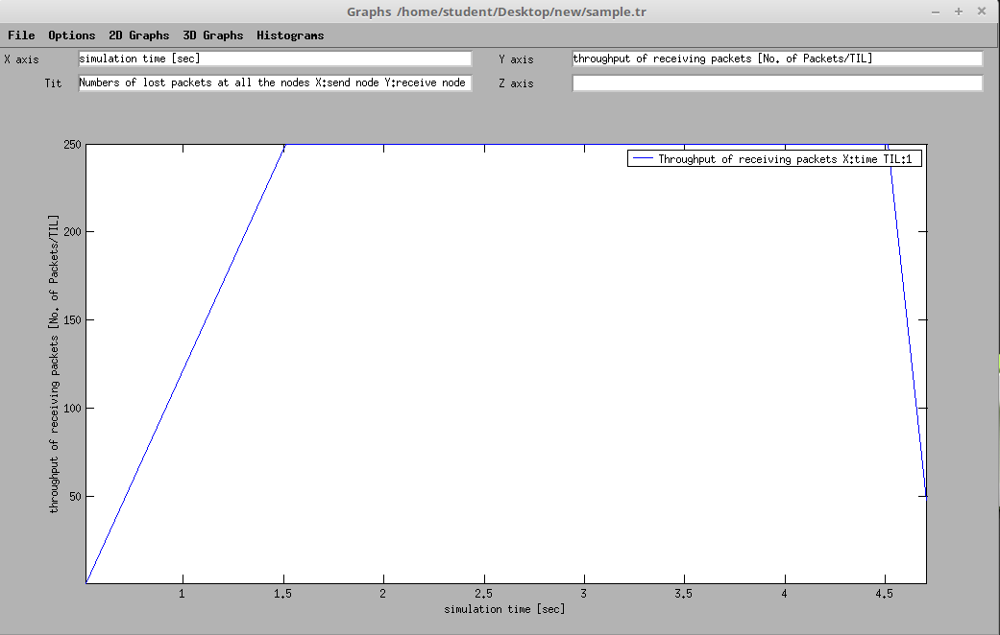 Graphs /home/student/Desktop/new/sample.tr
File Options 2D Graphs 3D Graphs Histograms
X axis simulation time [sec] Y axis throughput of receiving packets [No. of Packets/TIL]
Tit Numbers of lost packets at all the nodes X:send node Y:receive node Z axis
throughput of receiving packets [No. of Packets/TIL]
250
200
150
100
50
Throughput of receiving packets X:time TIL:1
1 1.5 2 2.5 3 3.5 4 4.5
simulation time [sec]